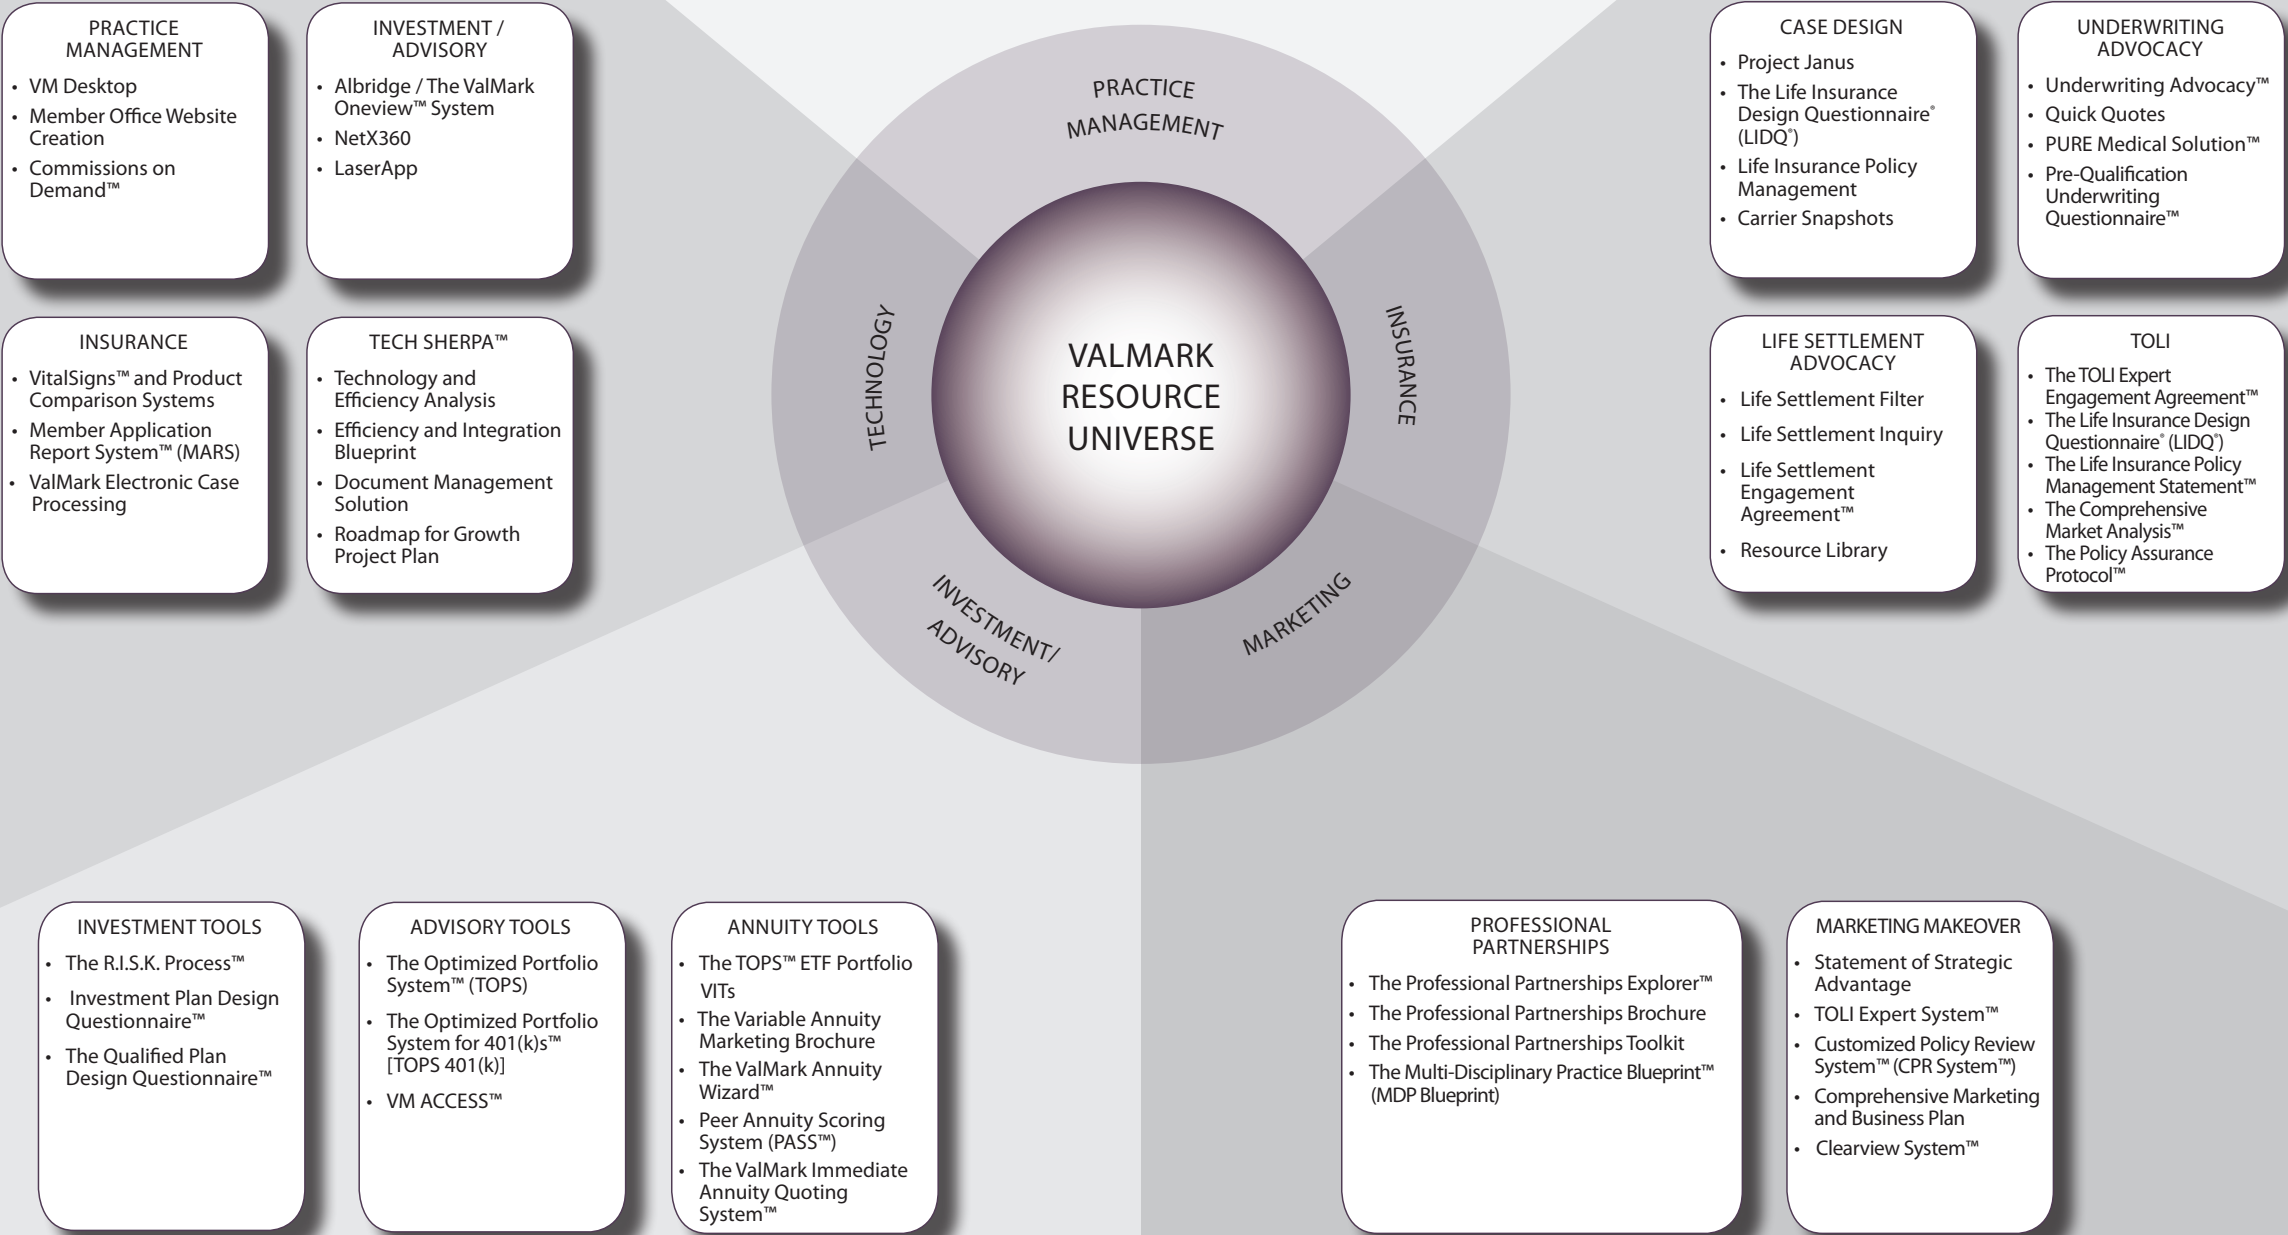 PRACTICE
MANAGEMENT
• VM Desktop
• Member Office Website
Creation
• Commissions on
Demand™
INVESTMENT /
ADVISORY
• Albridge / The ValMark
Oneview™ System
• NetX360
• LaserApp
INSURANCE
• VitalSigns™ and Product
Comparison Systems
• Member Application
Report System™ (MARS)
• ValMark Electronic Case
Processing
TECH SHERPA™
• Technology and
Efficiency Analysis
• Efficiency and Integration
Blueprint
• Document Management
Solution
• Roadmap for Growth
Project Plan
PRACTICE
MANAGEMENT
TECHNOLOGY
VALMARK
RESOURCE
UNIVERSE
INSURANCE
INVESTMENT/
ADVISORY
MARKETING
CASE DESIGN
• Project Janus
• The Life Insurance
Design Questionnaire®
(LIDQ®)
• Life Insurance Policy
Management
• Carrier Snapshots
UNDERWRITING
ADVOCACY
• Underwriting Advocacy™
• Quick Quotes
• PURE Medical Solution™
• Pre-Qualification
Underwriting
Questionnaire™
LIFE SETTLEMENT
ADVOCACY
• Life Settlement Filter
• Life Settlement Inquiry
• Life Settlement
Engagement
Agreement™
• Resource Library
TOLI
• The TOLI Expert
Engagement Agreement™
• The Life Insurance Design
Questionnaire® (LIDQ®)
• The Life Insurance Policy
Management Statement™
• The Comprehensive
Market Analysis™
• The Policy Assurance
Protocol™
INVESTMENT TOOLS
• The R.I.S.K. Process™
• Investment Plan Design
Questionnaire™
• The Qualified Plan
Design Questionnaire™
ADVISORY TOOLS
• The Optimized Portfolio
System™ (TOPS)
• The Optimized Portfolio
System for 401(k)s™
[TOPS 401(k)]
• VM ACCESS™
ANNUITY TOOLS
• The TOPS™ ETF Portfolio
VITs
• The Variable Annuity
Marketing Brochure
• The ValMark Annuity
Wizard™
• Peer Annuity Scoring
System (PASS™)
• The ValMark Immediate
Annuity Quoting
System™
PROFESSIONAL
PARTNERSHIPS
• The Professional Partnerships Explorer™
• The Professional Partnerships Brochure
• The Professional Partnerships Toolkit
• The Multi-Disciplinary Practice Blueprint™
(MDP Blueprint)
MARKETING MAKEOVER
• Statement of Strategic
Advantage
• TOLI Expert System™
• Customized Policy Review
System™ (CPR System™)
• Comprehensive Marketing
and Business Plan
• Clearview System™